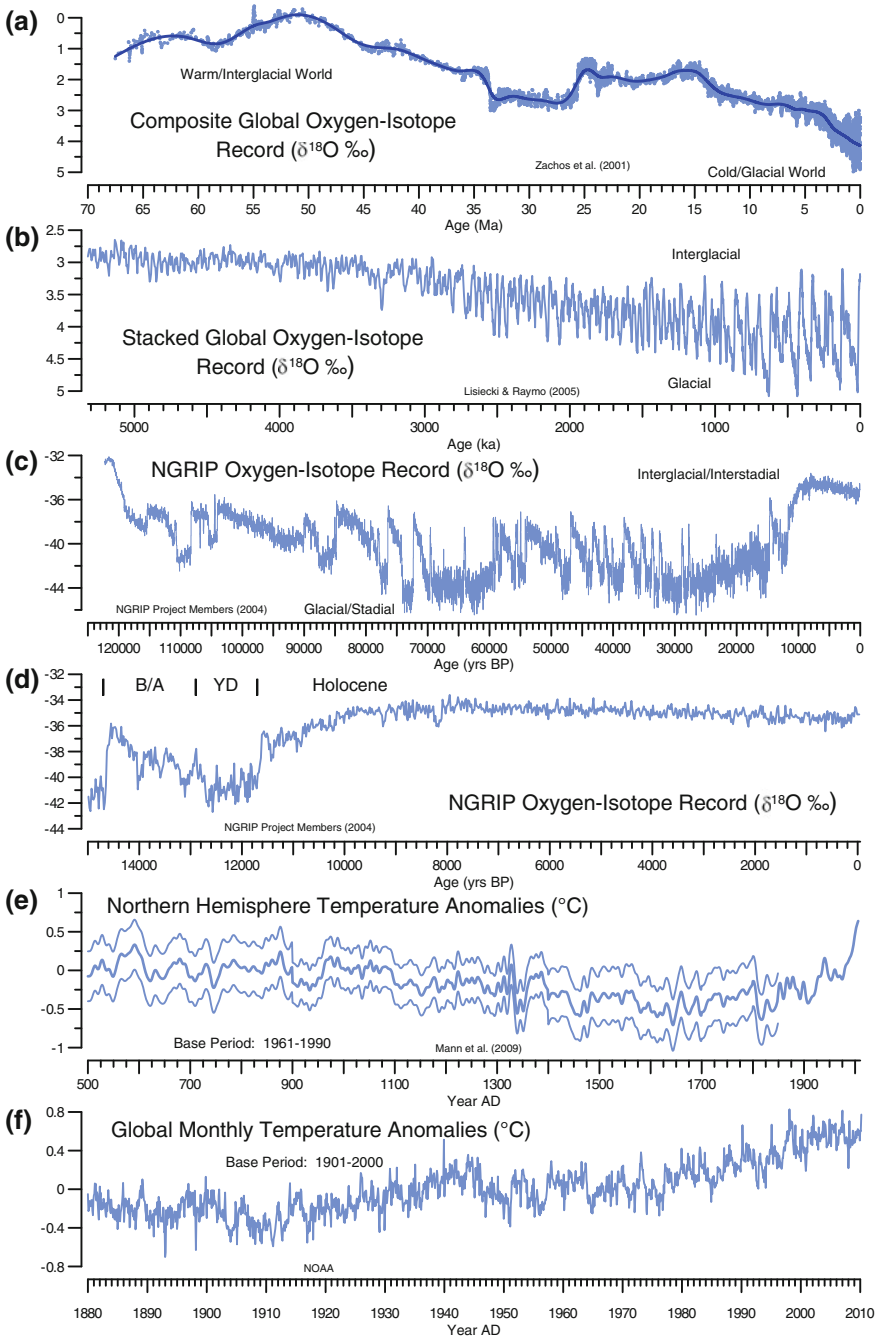 (a)
0
1
2
3
4
5
Warm/Interglacial World
Composite Global Oxygen-Isotope
Record (δ¹⁸O ‰)
Zachos et al. (2001)
Cold/Glacial World
70 65 60 55 50 45 40 35 30 25 20 15 10 5 0
Age (Ma)
(b)
2.5
3
3.5
4
4.5
5
Interglacial
Stacked Global Oxygen-Isotope
Record (δ¹⁸O ‰)
Glacial
Lisiecki & Raymo (2005)
5000 4000 3000 2000 1000 0
Age (ka)
(c)
-32
-36
-40
-44
NGRIP Oxygen-Isotope Record (δ¹⁸O ‰)
Interglacial/Interstadial
NGRIP Project Members (2004)
Glacial/Stadial
120000 110000 100000 90000 80000 70000 60000 50000 40000 30000 20000 10000 0
Age (yrs BP)
(d)
-32
-34
-36
-38
-40
-42
-44
B/A YD Holocene
NGRIP Oxygen-Isotope Record (δ¹⁸O ‰)
NGRIP Project Members (2004)
14000 12000 10000 8000 6000 4000 2000 0
Age (yrs BP)
(e)
1
0.5
0
-0.5
-1
Northern Hemisphere Temperature Anomalies (°C)
Base Period: 1961-1990
Mann et al. (2009)
500 700 900 1100 1300 1500 1700 1900
Year AD
(f)
0.8
0.4
0
-0.4
-0.8
Global Monthly Temperature Anomalies (°C)
Base Period: 1901-2000
NOAA
1880 1890 1900 1910 1920 1930 1940 1950 1960 1970 1980 1990 2000 2010
Year AD